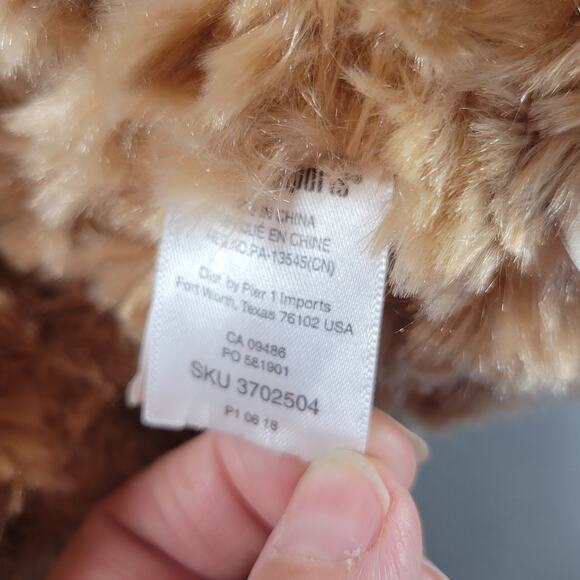 IN CHINA
EN CHINE
PA-13545(CN)
Dist. by Pier 1 Imports
Fort Worth, Texas 76102 USA
CA 09486
PO 581901
SKU 3702504
P1 06 18